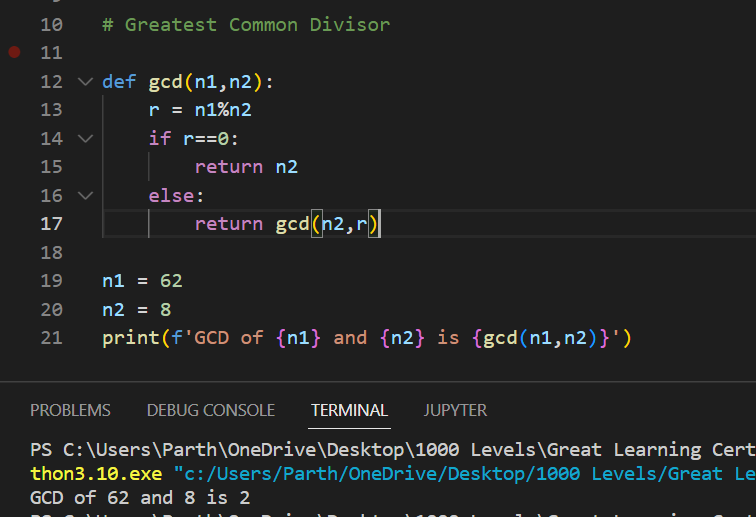 10 # Greatest Common Divisor
11
12 def gcd(n1,n2):
13 r = n1%n2
14 if r==0:
15 return n2
16 else:
17 return gcd(n2,r)
18
19 n1 = 62
20 n2 = 8
21 print(f'GCD of {n1} and {n2} is {gcd(n1,n2)}')
PROBLEMS DEBUG CONSOLE TERMINAL JUPYTER
PS C:\Users\Parth\OneDrive\Desktop\1000 Levels\Great Learning Cert
thon3.10.exe "c:/Users/Parth/OneDrive/Desktop/1000 Levels/Great Le
GCD of 62 and 8 is 2